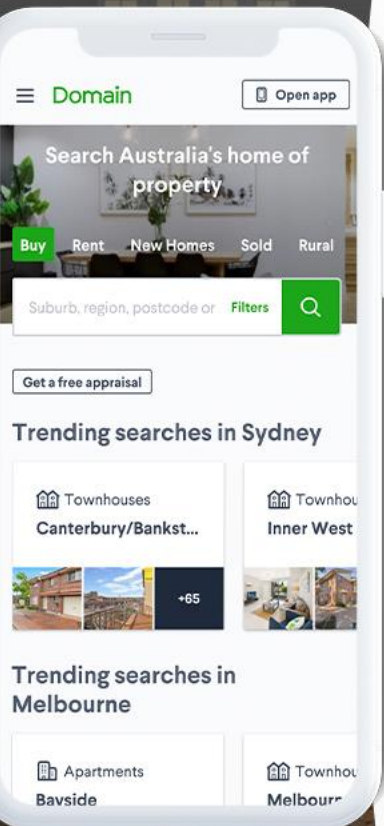 Domain
Open app
Search Australia's home of
property
Buy Rent New Homes Sold Rural
Suburb, region, postcode or Filters
Get a free appraisal
Trending searches in Sydney
Townhouses Townhou
Canterbury/Bankst... Inner West
+65
Trending searches in
Melbourne
Apartments Townhou
Bayside Melbourn